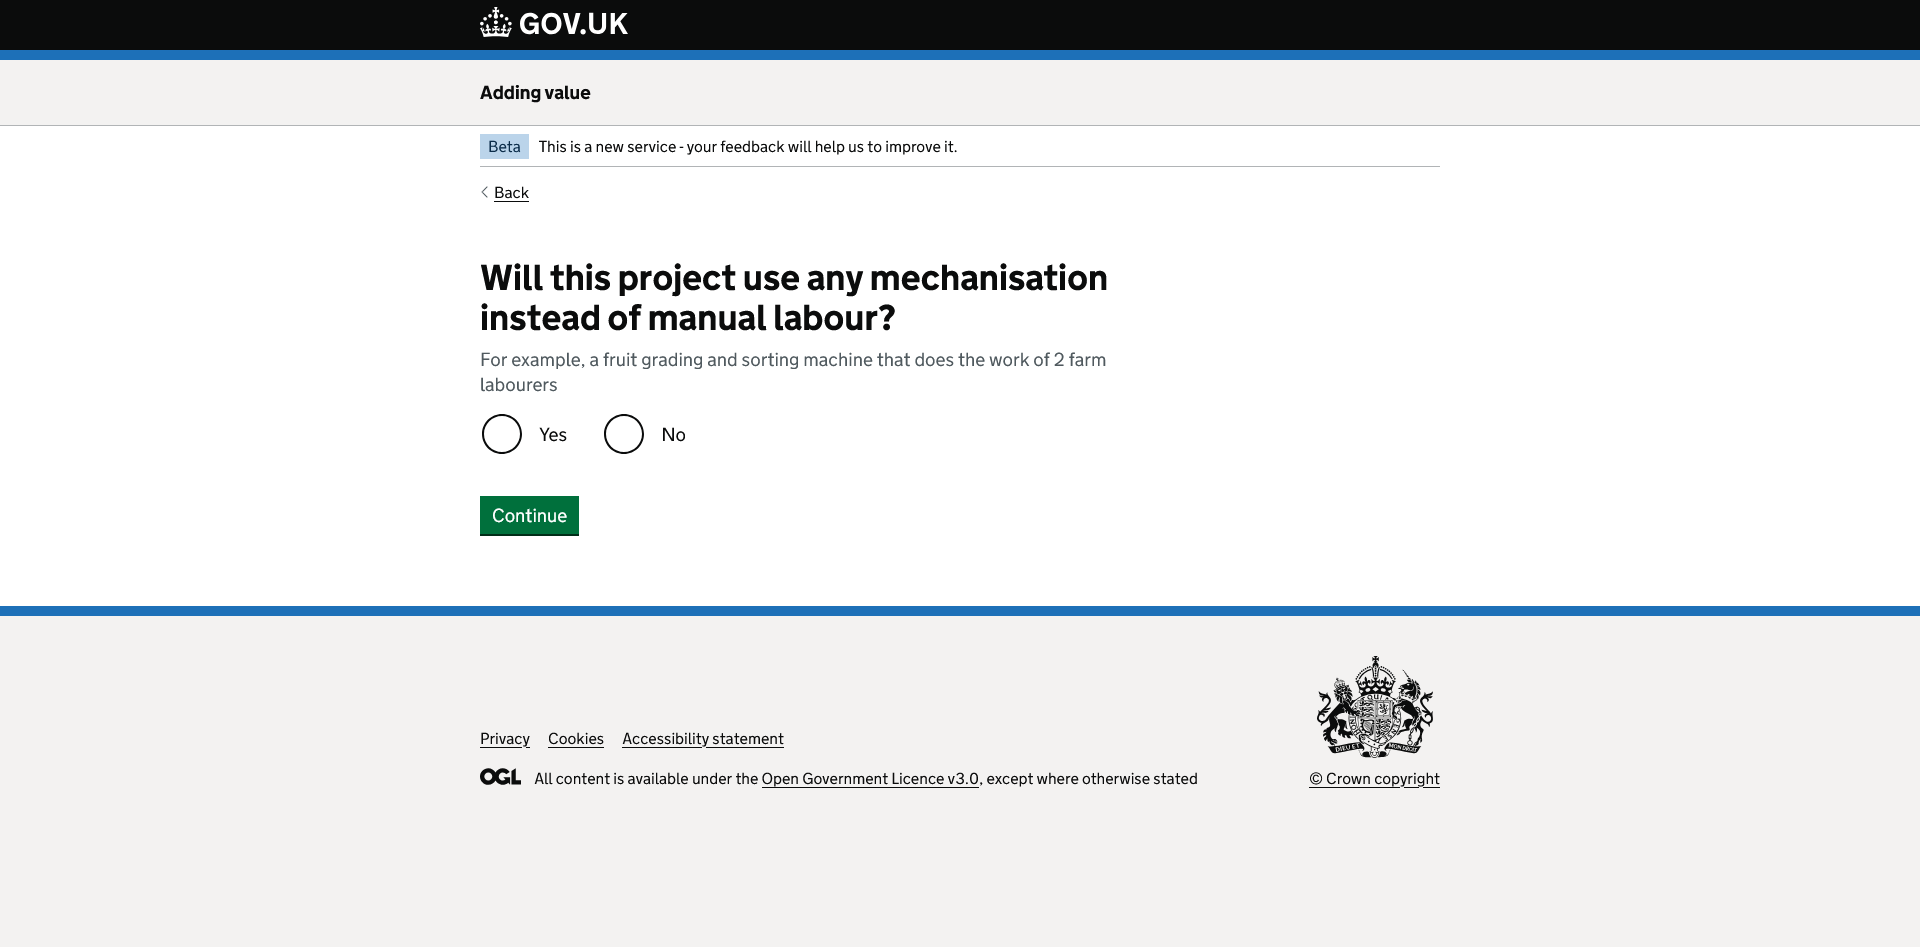 GOV.UK
Adding value
Beta This is a new service - your feedback will help us to improve it.
Back
Will this project use any mechanisation
instead of manual labour?
For example, a fruit grading and sorting machine that does the work of 2 farm
labourers
Yes No
Continue
Privacy Cookies Accessibility statement
OGL All content is available under the Open Government Licence v3.0, except where otherwise stated
DIEU ET MON DROIT
© Crown copyright